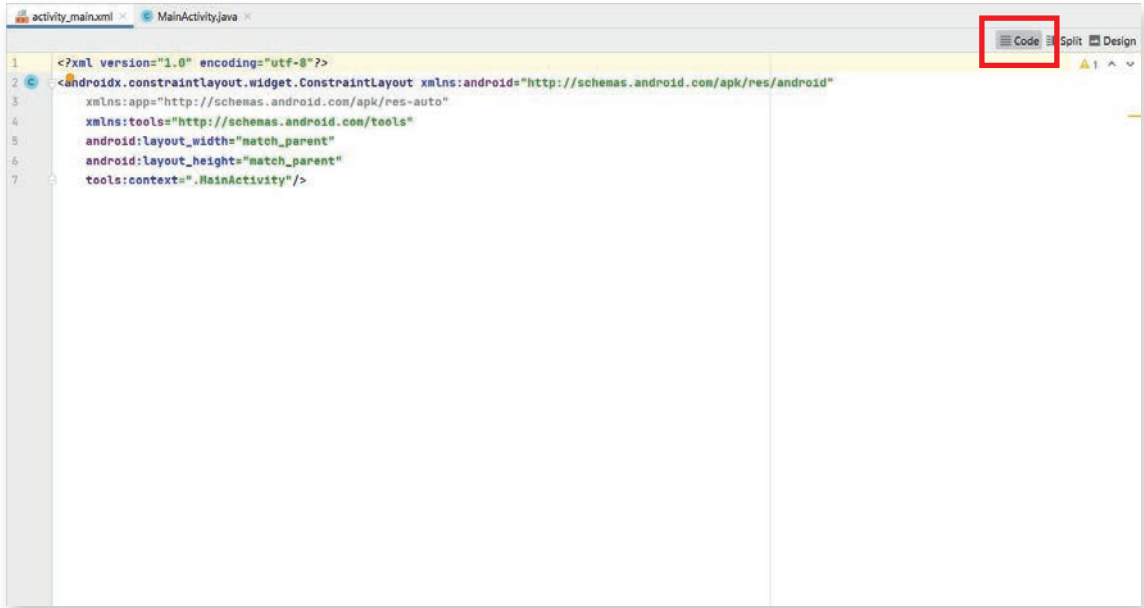 activity_main.xml × MainActivity.java ×
Code Split Design
1 <?xml version="1.0" encoding="utf-8"?> 1
2 <androidx.constraintlayout.widget.ConstraintLayout xmlns:android="http://schemas.android.com/apk/res/android"
3 xmlns:app="http://schemas.android.com/apk/res-auto"
4 xmlns:tools="http://schemas.android.com/tools"
5 android:layout_width="match_parent"
6 android:layout_height="match_parent"
7 tools:context=".MainActivity"/>